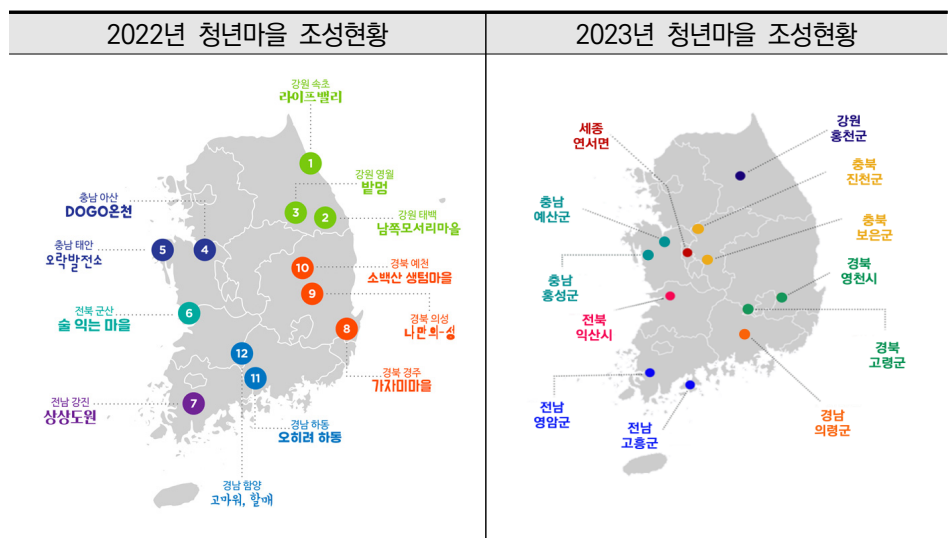 2022년 청년마을 조성현황
강원 속초
라이프밸리
1
강원 영월
밭멍
3
2
강원 태백
남쪽모서리마을
충남 아산
DOGO온천
충남 태안
오락발전소
5
4
10
경북 예천
소백산 생텀마을
9
경북 의성
나만의-성
전북 군산
술 익는 마을
6
8
경북 경주
가자미마을
12
11
전남 강진
상상도원
7
경남 하동
오히려 하동
경남 함양
고마워, 할매
2023년 청년마을 조성현황
강원
홍천군
세종
연서면
충북
진천군
충남
예산군
충북
보은군
충남
홍성군
경북
영천시
전북
익산시
경북
고령군
전남
영암군
전남
고흥군
경남
의령군